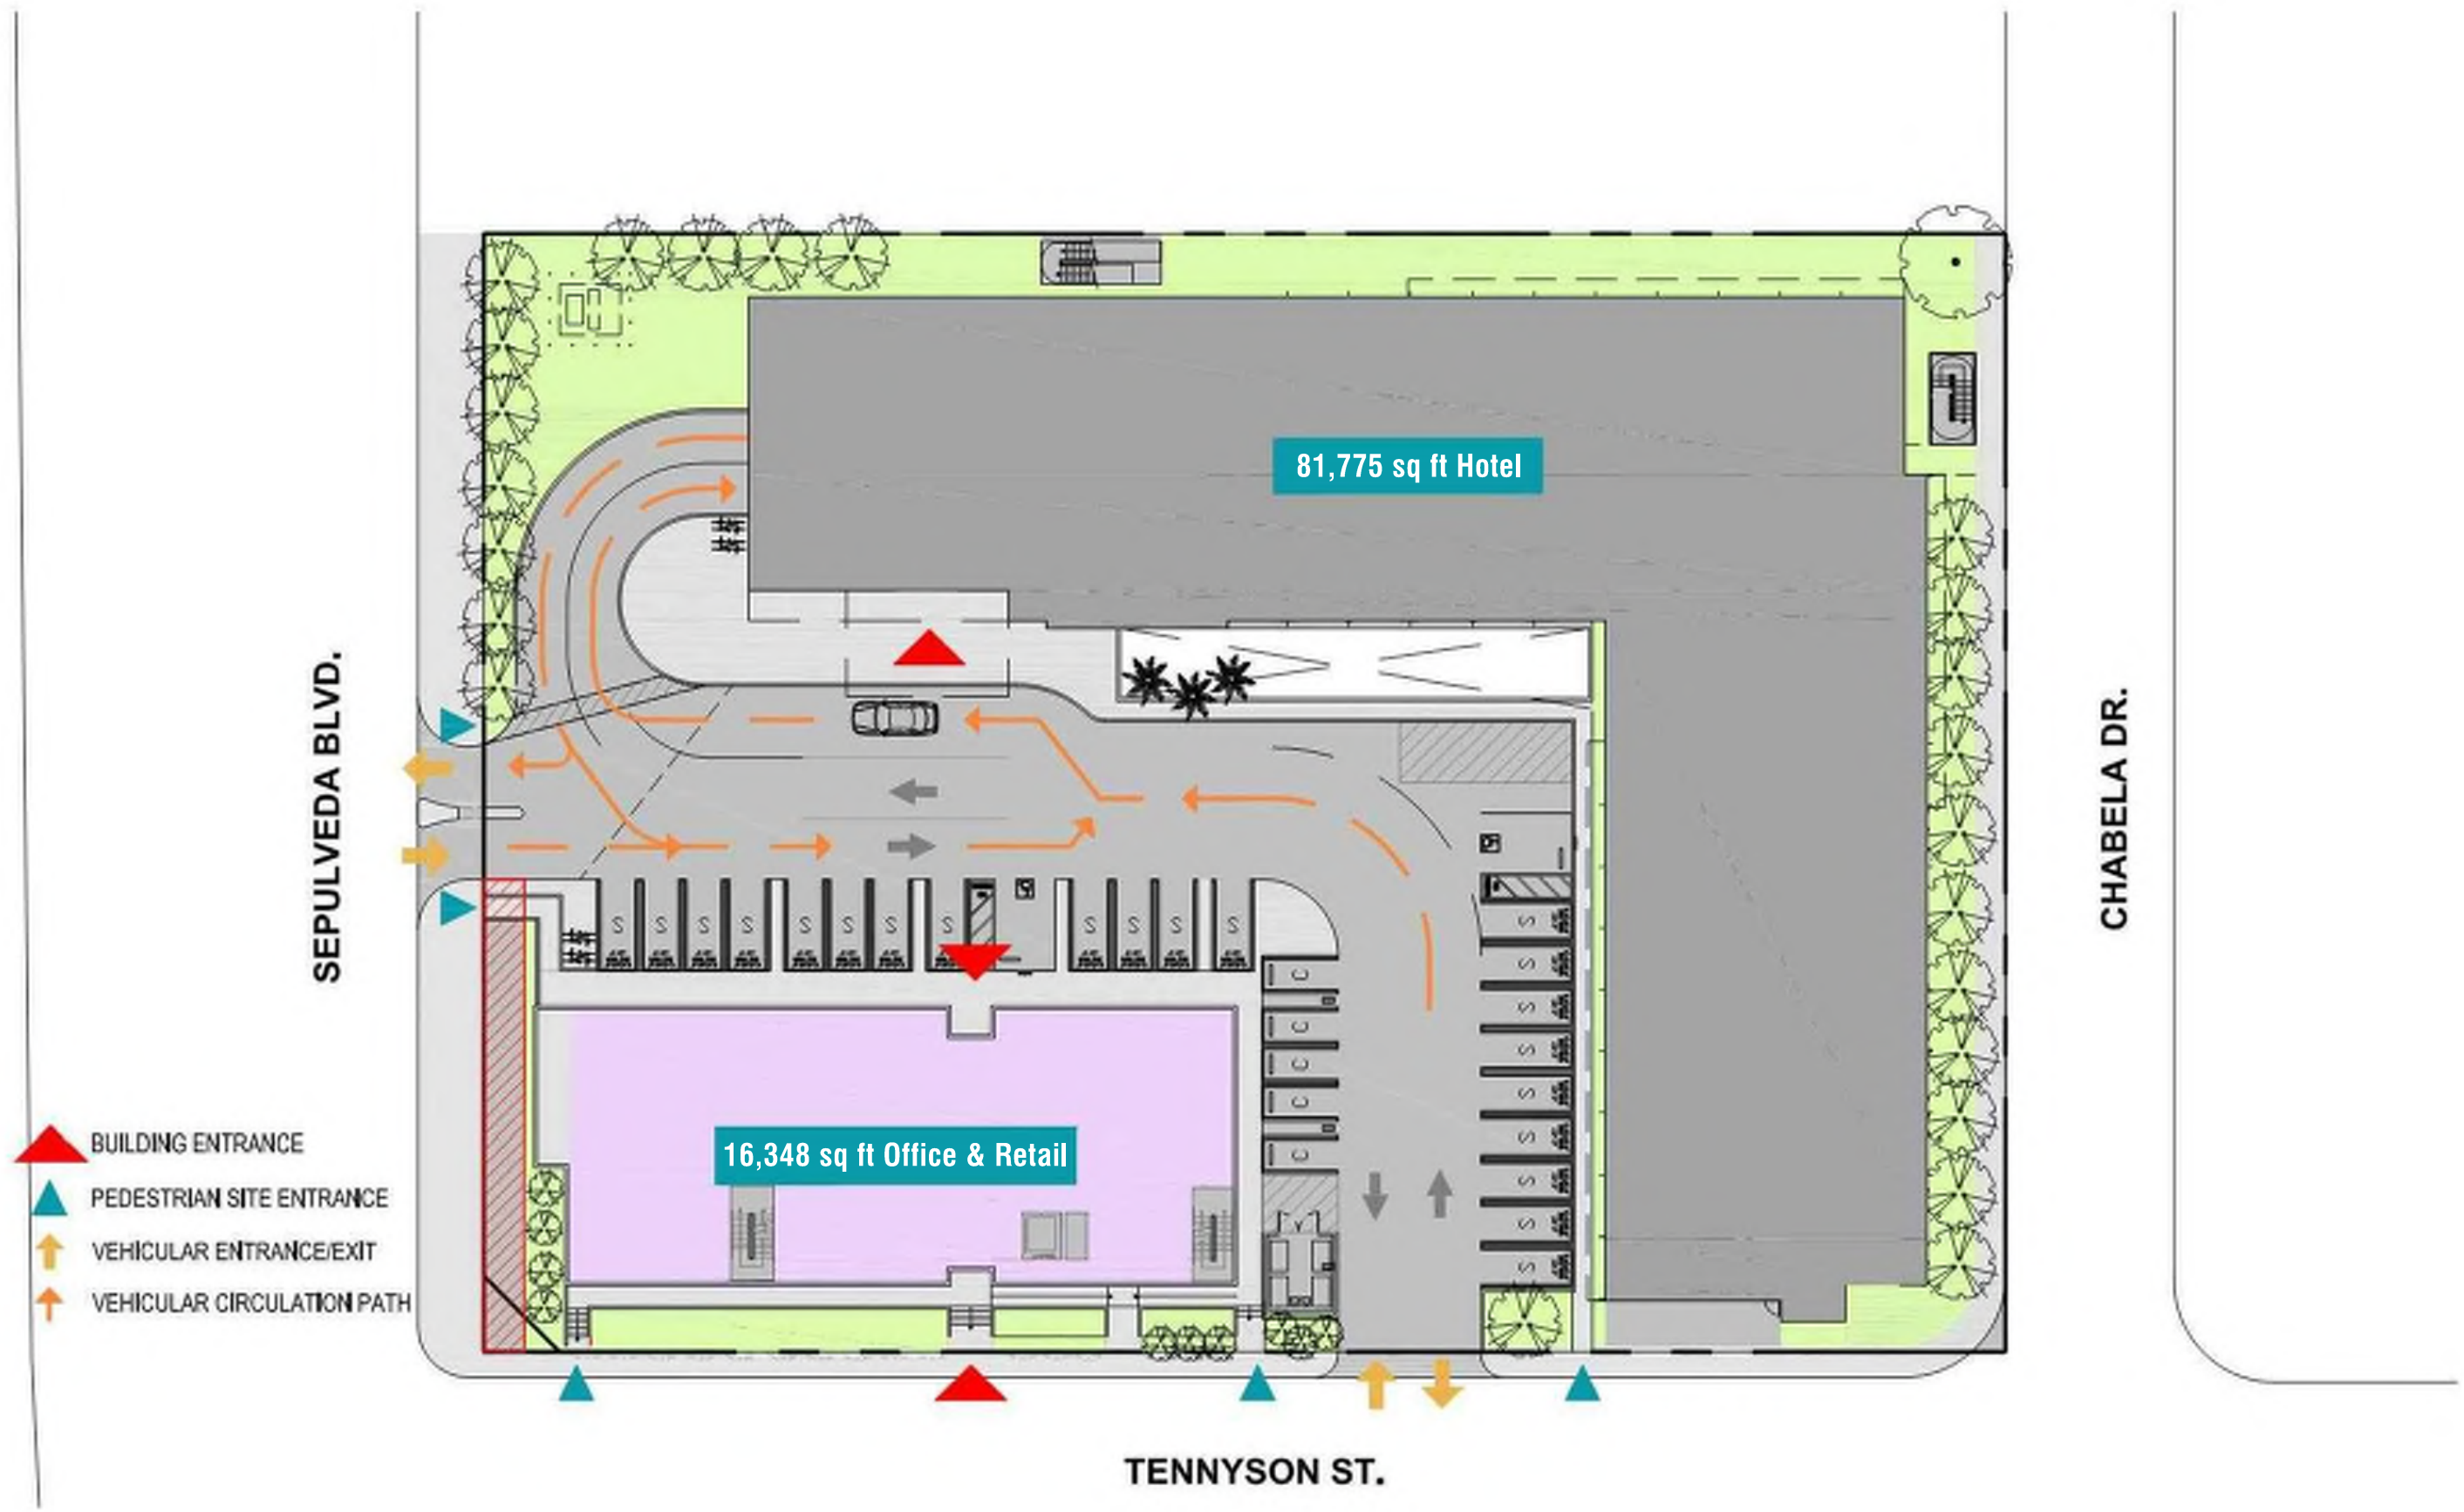 81,775 sq ft Hotel
SEPULVEDA BLVD.
CHABELA DR.
S S S S S S S S S S S S
S
S
S
S
S
S
S
S
S
C
C
C
C
C
16,348 sq ft Office & Retail
BUILDING ENTRANCE
PEDESTRIAN SITE ENTRANCE
VEHICULAR ENTRANCE/EXIT
VEHICULAR CIRCULATION PATH
TENNYSON ST.